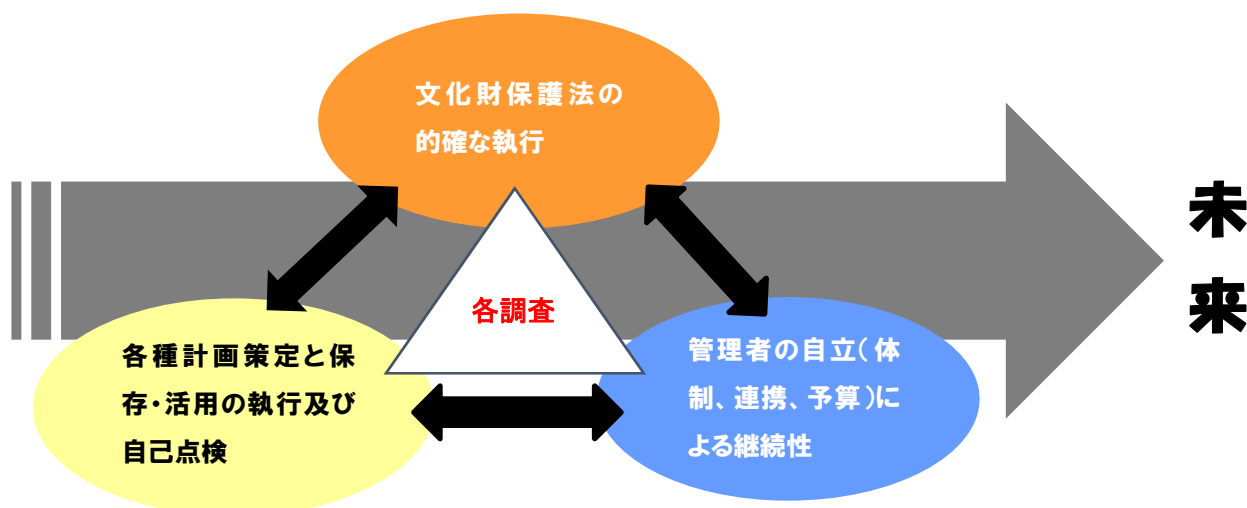 文化財保護法の
的確な執行
各調査
各種計画策定と保
存・活用の執行及び
自己点検
管理者の自立(体
制、連携、予算)に
よる継続性
未
来